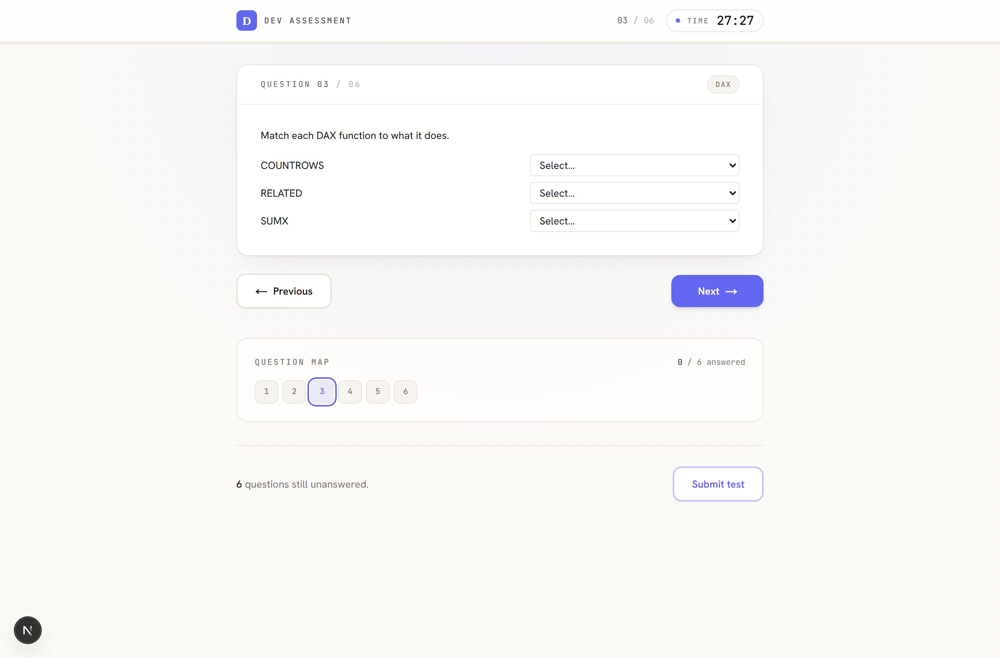 D DEV ASSESSMENT 03 / 06 TIME 27:27
QUESTION 03 / 06 DAX
Match each DAX function to what it does.
COUNTROWS Select...
RELATED Select...
SUMX Select...
← Previous Next →
QUESTION MAP 0 / 6 answered
1 2 3 4 5 6
6 questions still unanswered. Submit test
N